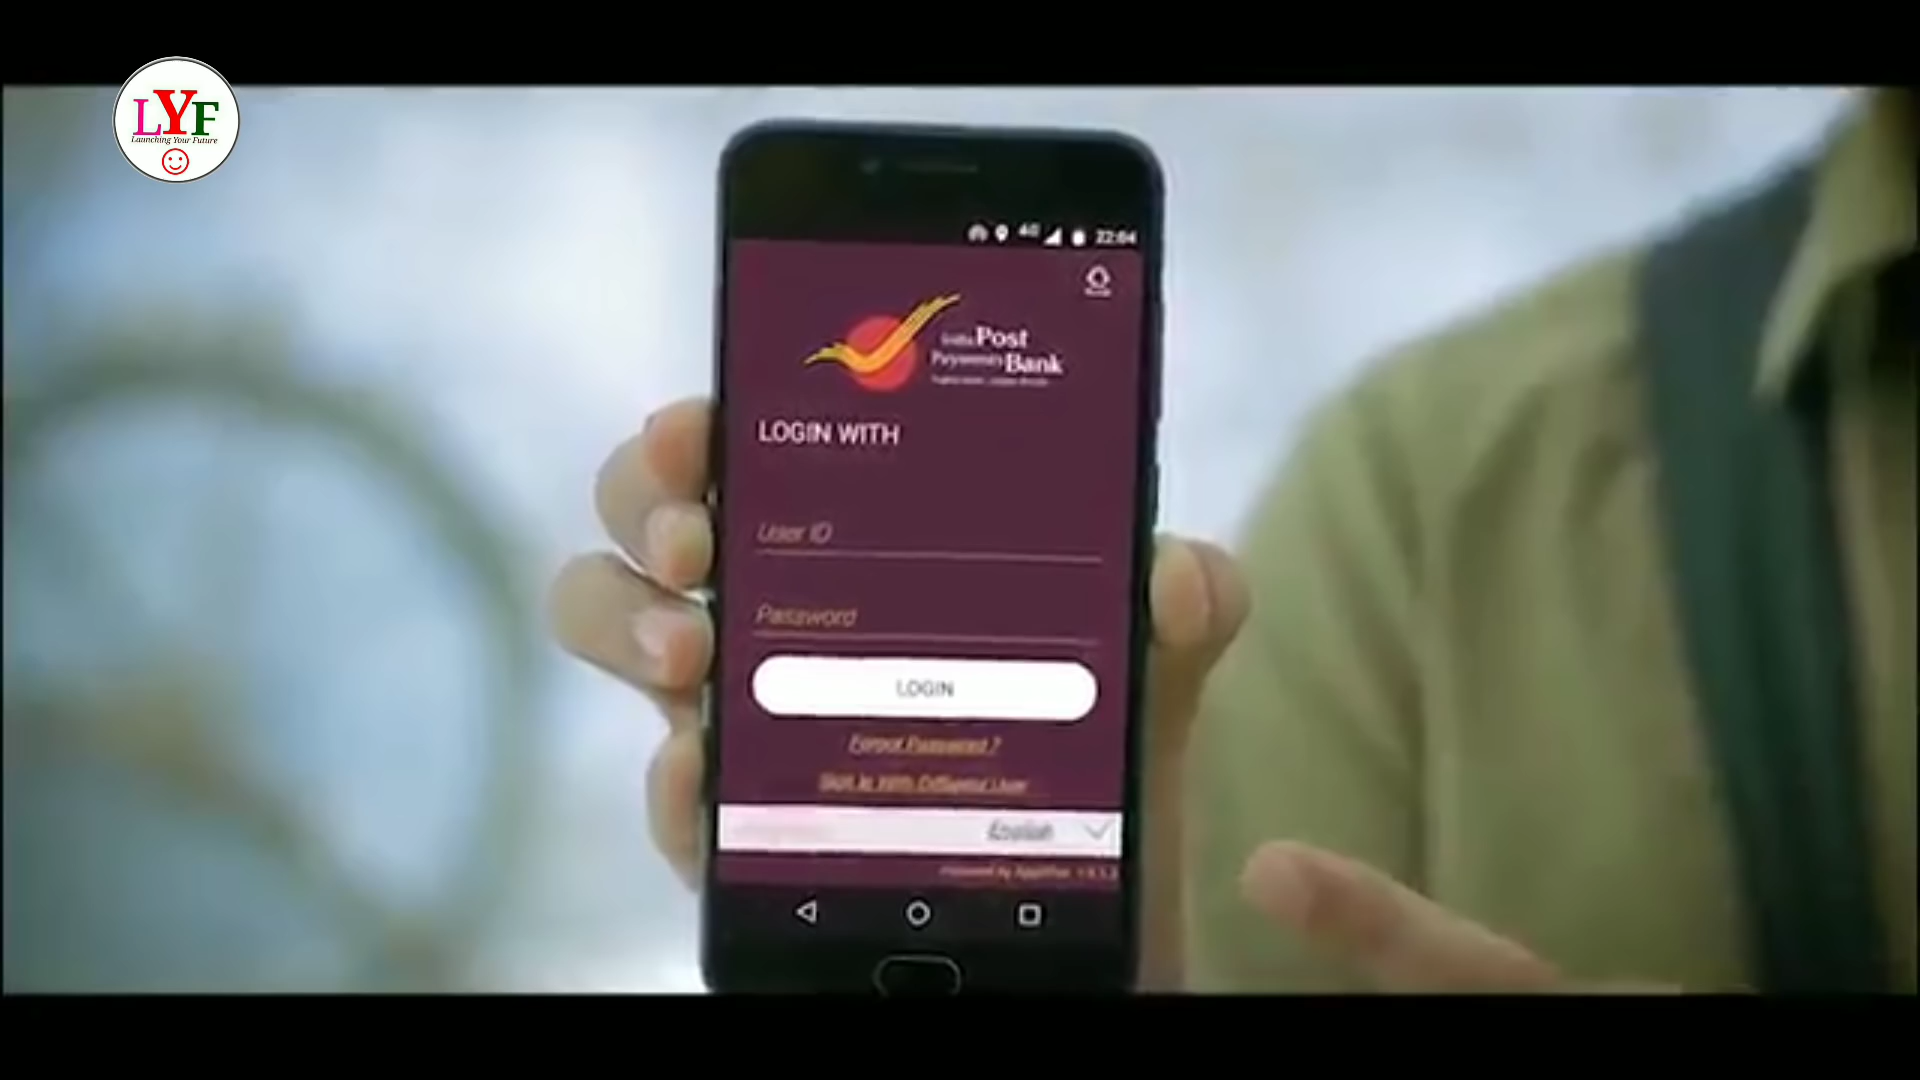 LYF
Launching Your Future
4G 22:04
India Post
Payments Bank
LOGIN WITH
User ID
Password
LOGIN
Forgot Password ?
English